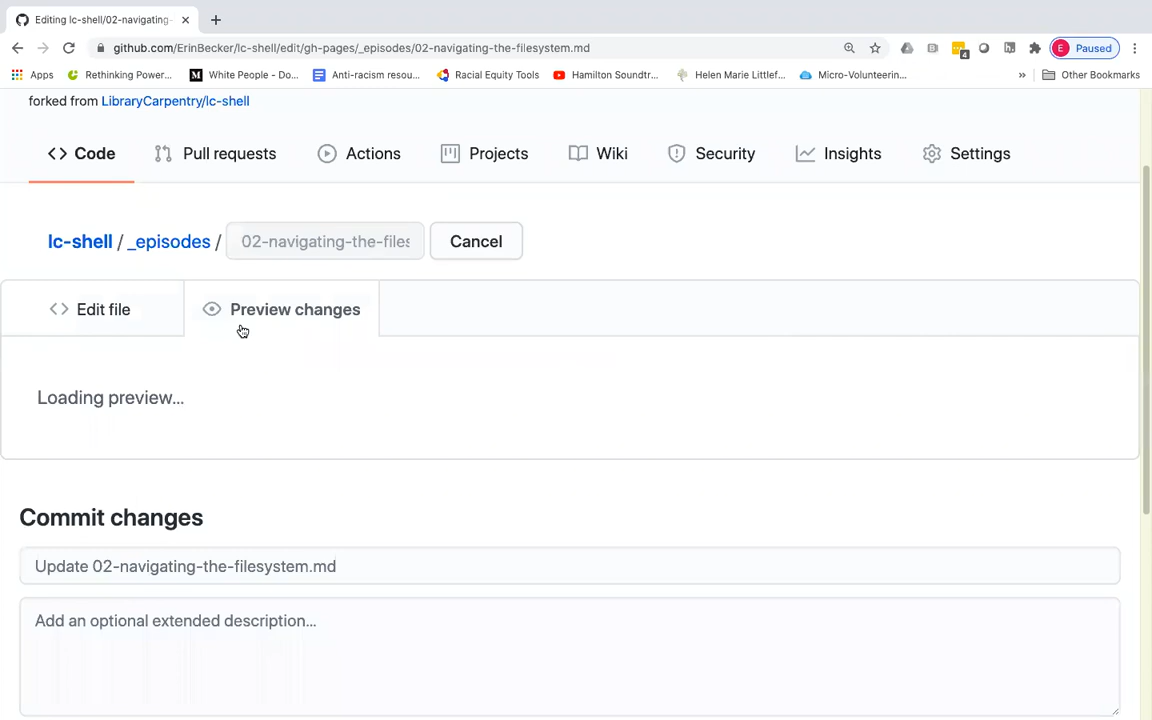 Editing lc-shell/02-navigating-
github.com/ErinBecker/lc-shell/edit/gh-pages/_episodes/02-navigating-the-filesystem.md
4
E Paused
Apps Rethinking Power... White People - Do... Anti-racism resou... Racial Equity Tools Hamilton Soundtr... Helen Marie Littlef... Micro-Volunteerin... » Other Bookmarks
forked from LibraryCarpentry/lc-shell
Code Pull requests Actions Projects Wiki Security Insights Settings
lc-shell / _episodes / 02-navigating-the-files Cancel
Edit file Preview changes
Loading preview...
Commit changes
Update 02-navigating-the-filesystem.md
Add an optional extended description...